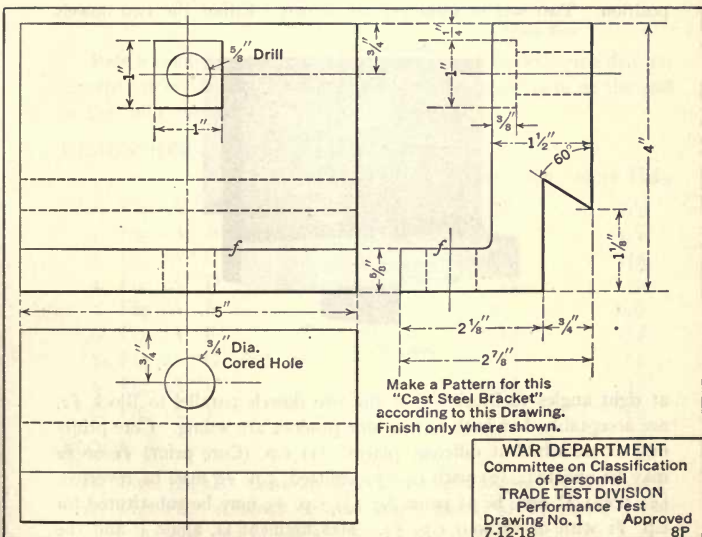 5/8" Drill
1"
1"
3/4"
1/4"
1"
3/8"
1 1/2"
60°
4"
1 1/8"
f
f
5/8"
5"
2 1/8"
3/4"
2 7/8"
3/4"
3/4" Dia.
Cored Hole
Make a Pattern for this
"Cast Steel Bracket"
according to this Drawing.
Finish only where shown.
WAR DEPARTMENT
Committee on Classification
of Personnel
TRADE TEST DIVISION
Performance Test
Drawing No. 1 Approved
7-12-18 8P